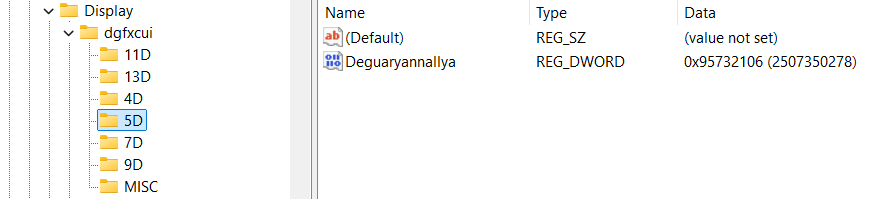 Display
dgfxcui
11D
13D
4D
5D
7D
9D
MISC
Name Type Data
(Default) REG_SZ (value not set)
Deguaryannallya REG_DWORD 0x95732106 (2507350278)